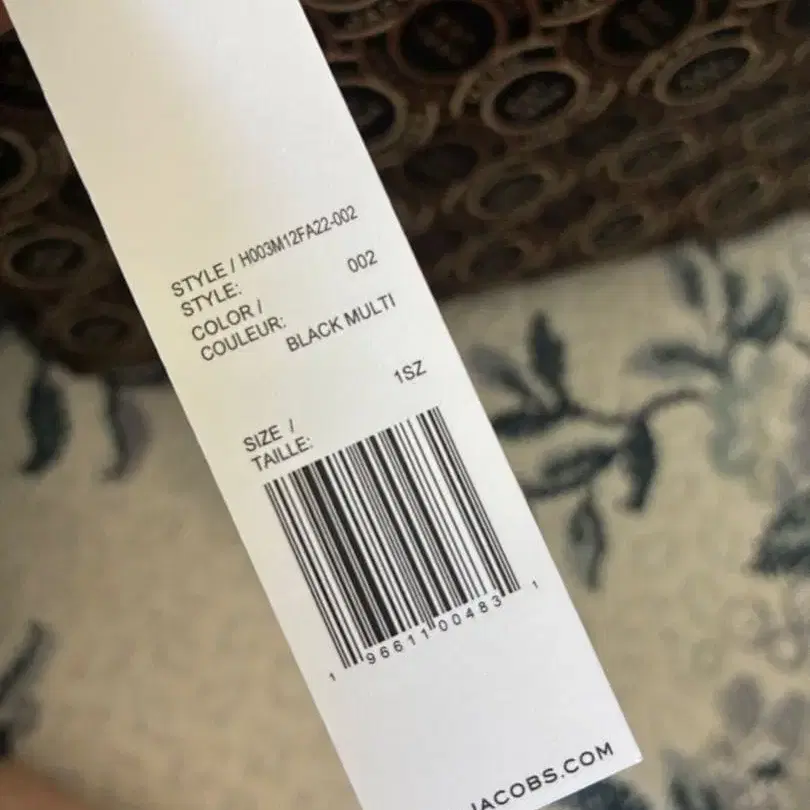 STYLE / H003M12FA22-002
STYLE:
002
COLOR /
COULEUR:
BLACK MULTI
1SZ
SIZE /
TAILLE:
1 96611 00483 1
JACOBS.COM